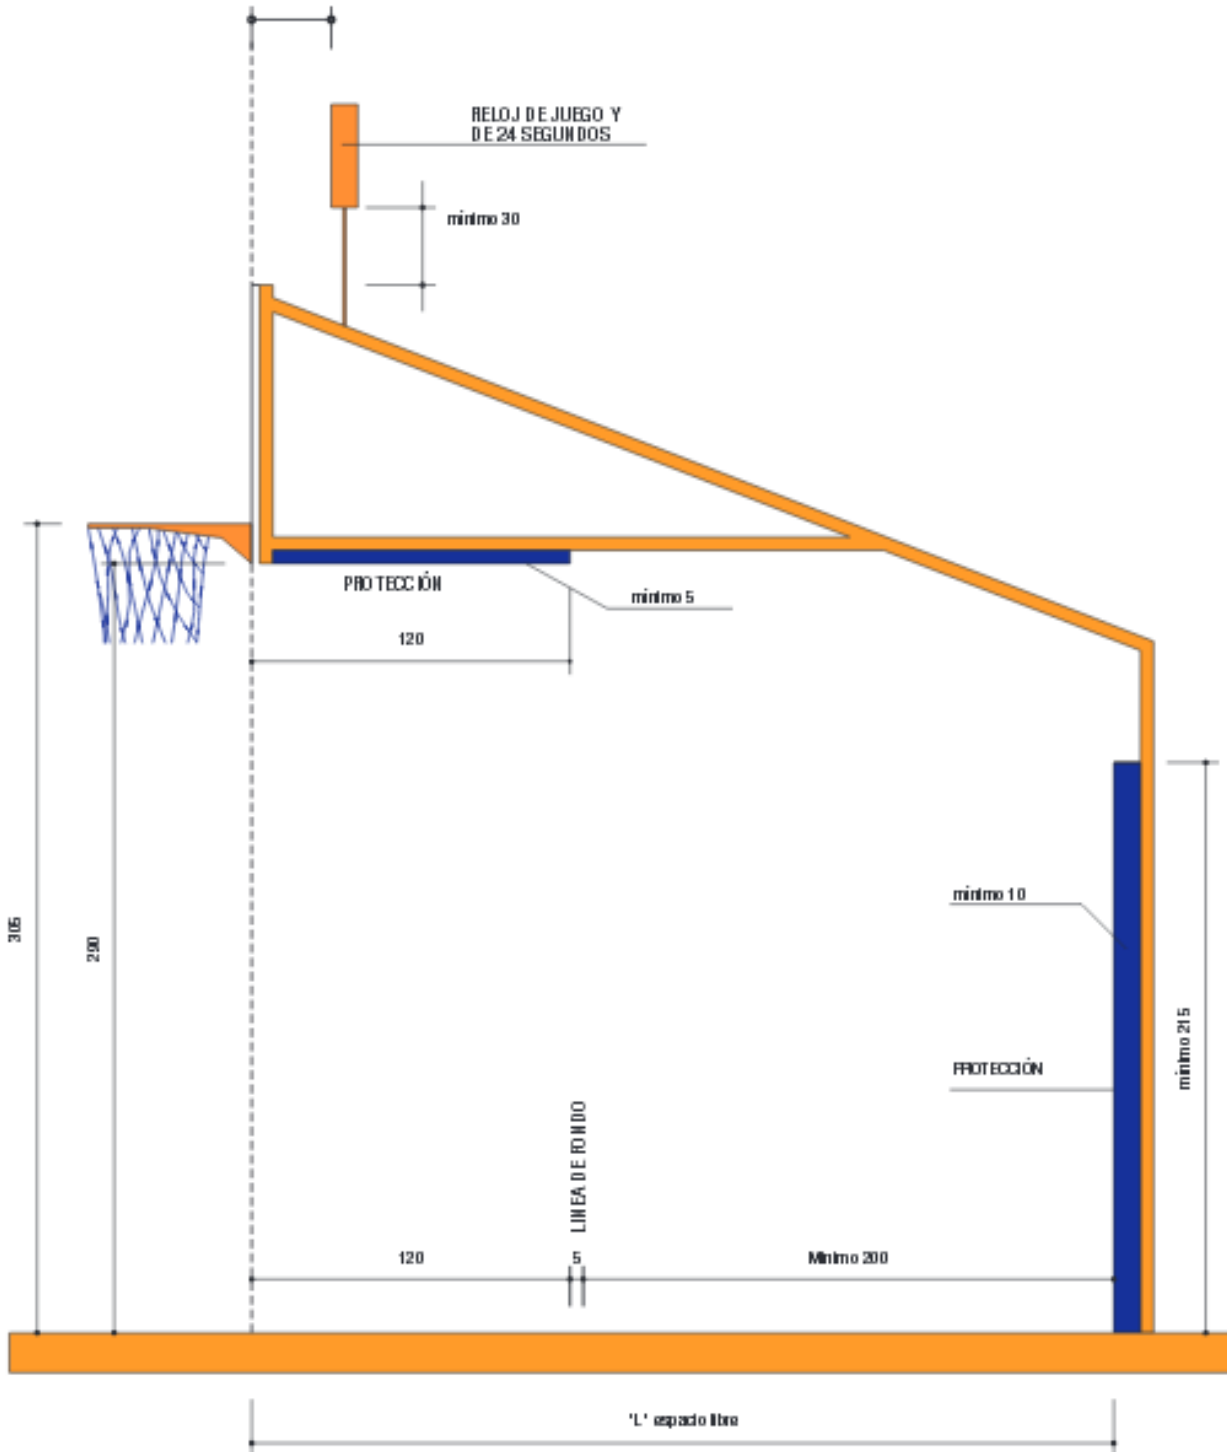 RELOJ DE JUEGO Y
DE 24 SEGUNDOS
mínimo 30
PROTECCIÓN
mínimo 5
120
305
290
mínimo 10
mínimo 215
PROTECCIÓN
LINEA DE FONDO
120
5
Mínimo 200
"L" espacio libre